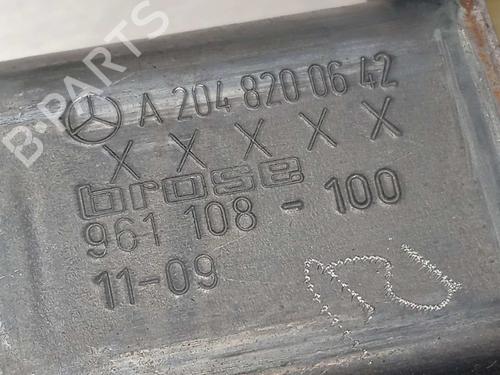 A 204 820 06 42
X X X X X
brose
961 108 - 100
11-09
B-PARTS